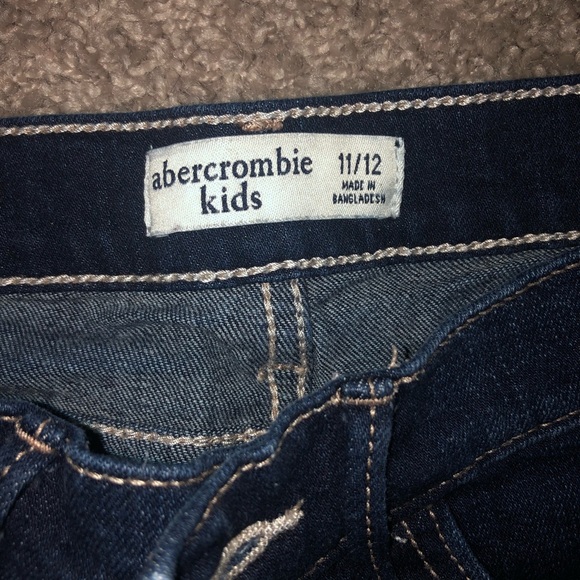 abercrombie
kids
11/12
MADE IN
BANGLADESH